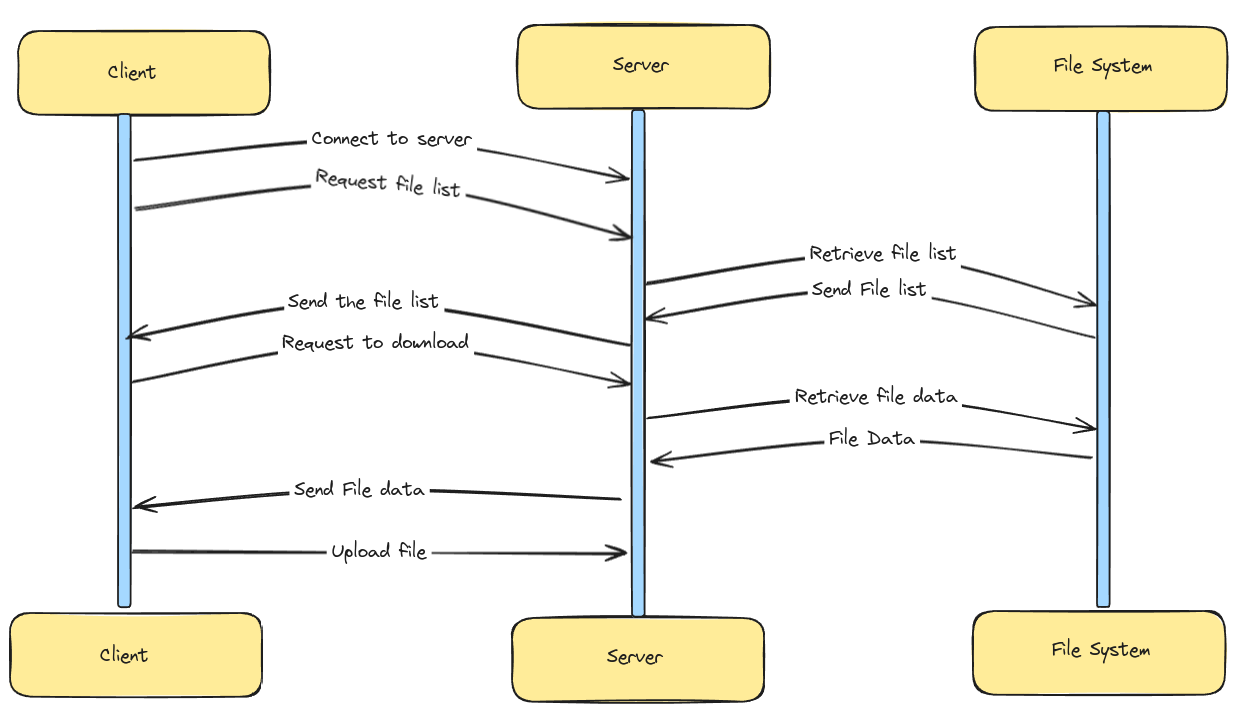 Client
Server
File System
Connect to server
Request file list
Retrieve file list
Send File list
Send the file list
Request to download
Retrieve file data
File Data
Send File data
Upload file
Client
Server
File System